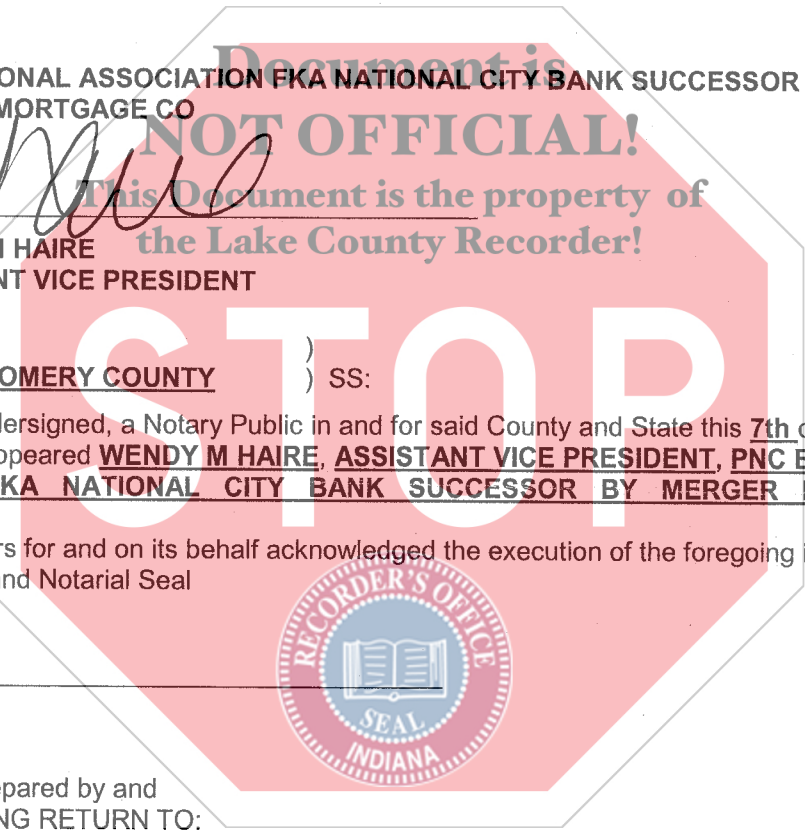 Document is
ONAL ASSOCIATION FKA NATIONAL CITY BANK SUCCESSOR
MORTGAGE CO
NOT OFFICIAL!
This Document is the property of
HAIRE
the Lake County Recorder!
NT VICE PRESIDENT
STOP
)
OMERY COUNTY ) SS:
dersigned, a Notary Public in and for said County and State this 7th
ppeared WENDY M HAIRE, ASSISTANT VICE PRESIDENT, PNC
KA NATIONAL CITY BANK SUCCESSOR BY MERGER
rs for and on its behalf acknowledged the execution of the foregoing
and Notarial Seal
RECORDER'S OFFICE
SEAL
INDIANA
epared by and
NG RETURN TO: